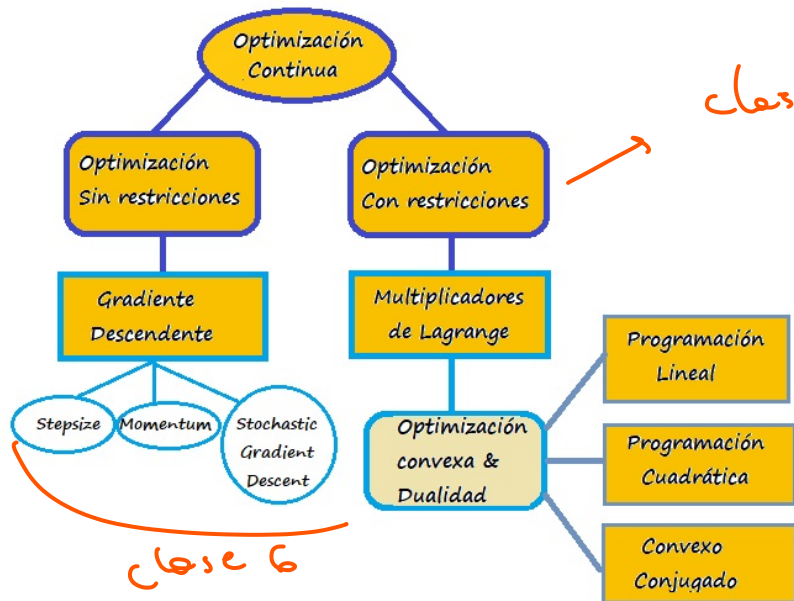 Optimización
Continua
clas
Optimización
Sin restricciones
Optimización
Con restricciones
Gradiente
Descendente
Multiplicadores
de Lagrange
Programación
Lineal
Stepsize
Momentum
Stochastic
Gradient
Descent
Optimización
convexa &
Dualidad
Programación
Cuadrática
Convexo
Conjugado
Clase 6